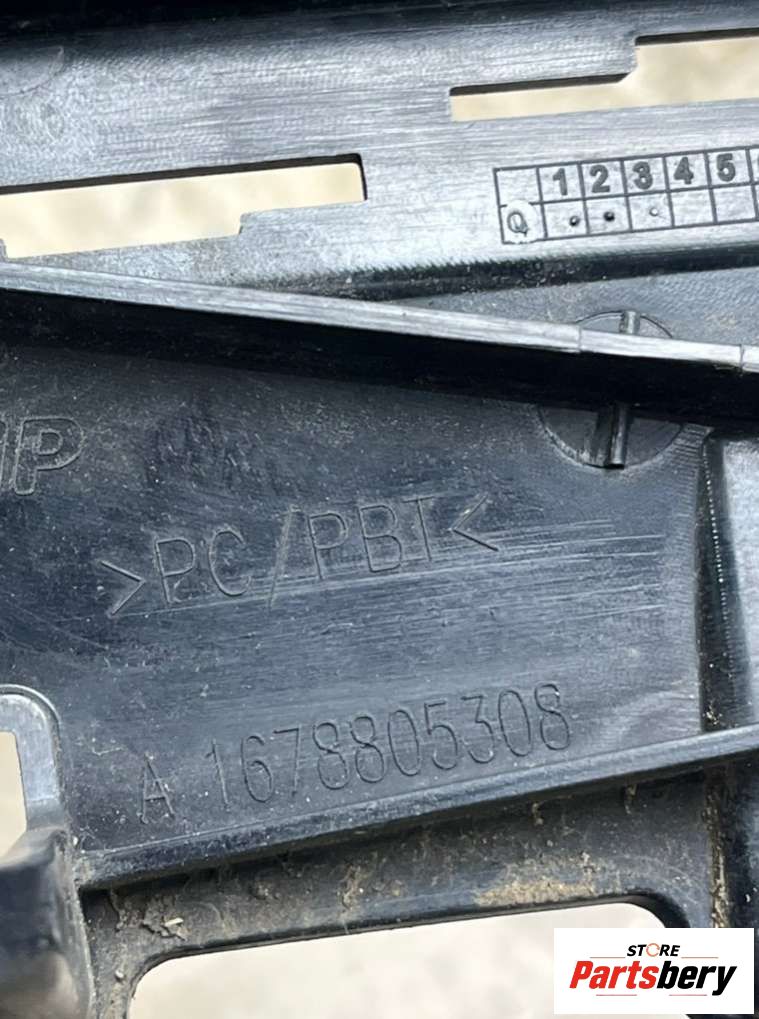 1 2 3 4 5
Q
>PC/PBT<
A 1678805308
STORE
Partsbery